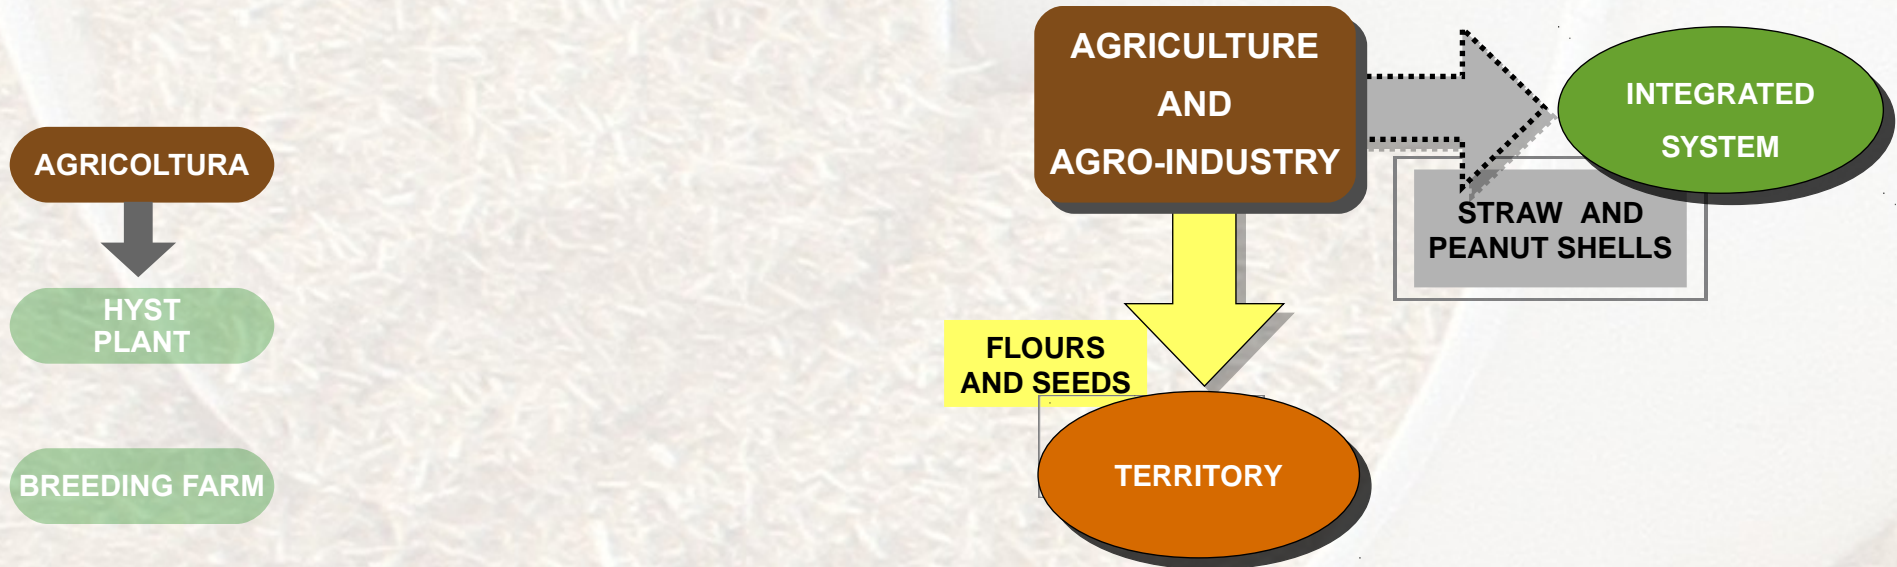 AGRICOLTURA
HYST
PLANT
BREEDING FARM
AGRICULTURE
AND
AGRO-INDUSTRY
INTEGRATED
SYSTEM
STRAW AND
PEANUT SHELLS
FLOURS
AND SEEDS
TERRITORY